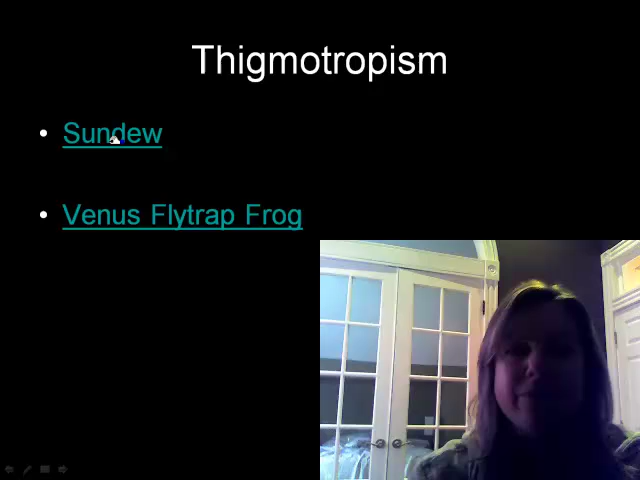 Thigmotropism
• Sundew
• Venus Flytrap Frog